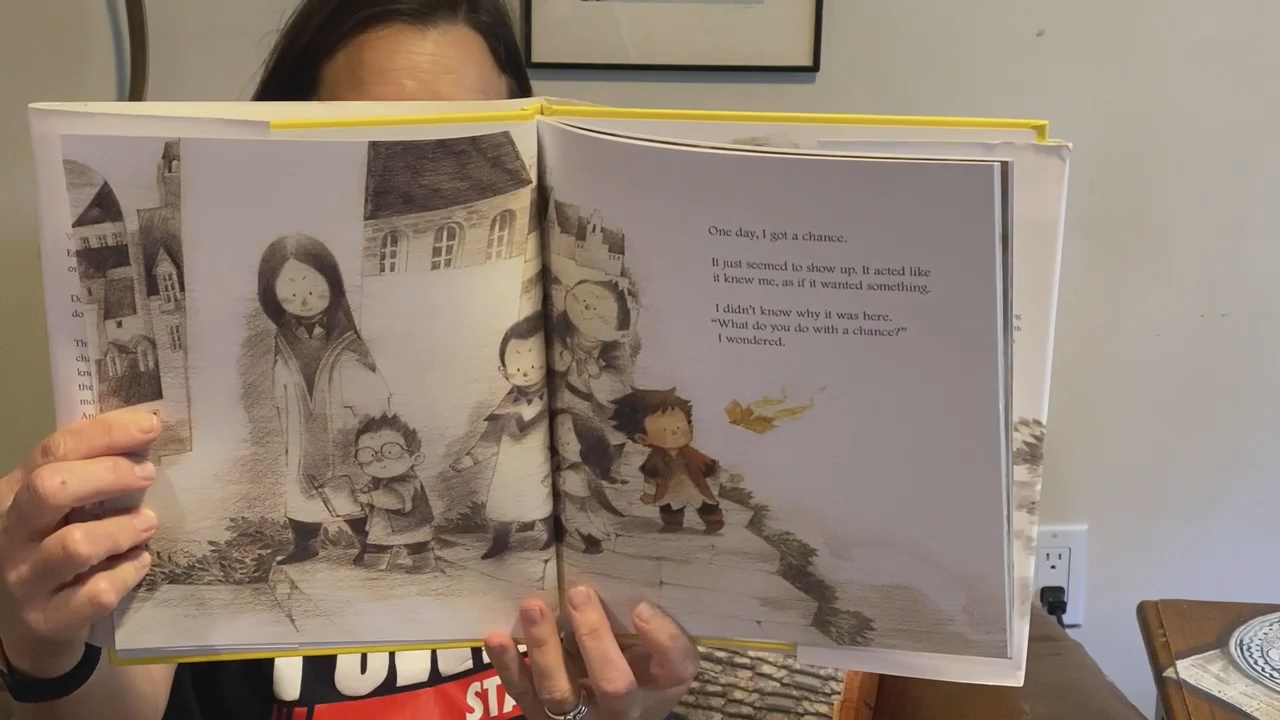 One day, I got a chance.
It just seemed to show up. It acted like
it knew me, as if it wanted something.
I didn't know why it was here.
"What do you do with a chance?"
I wondered.